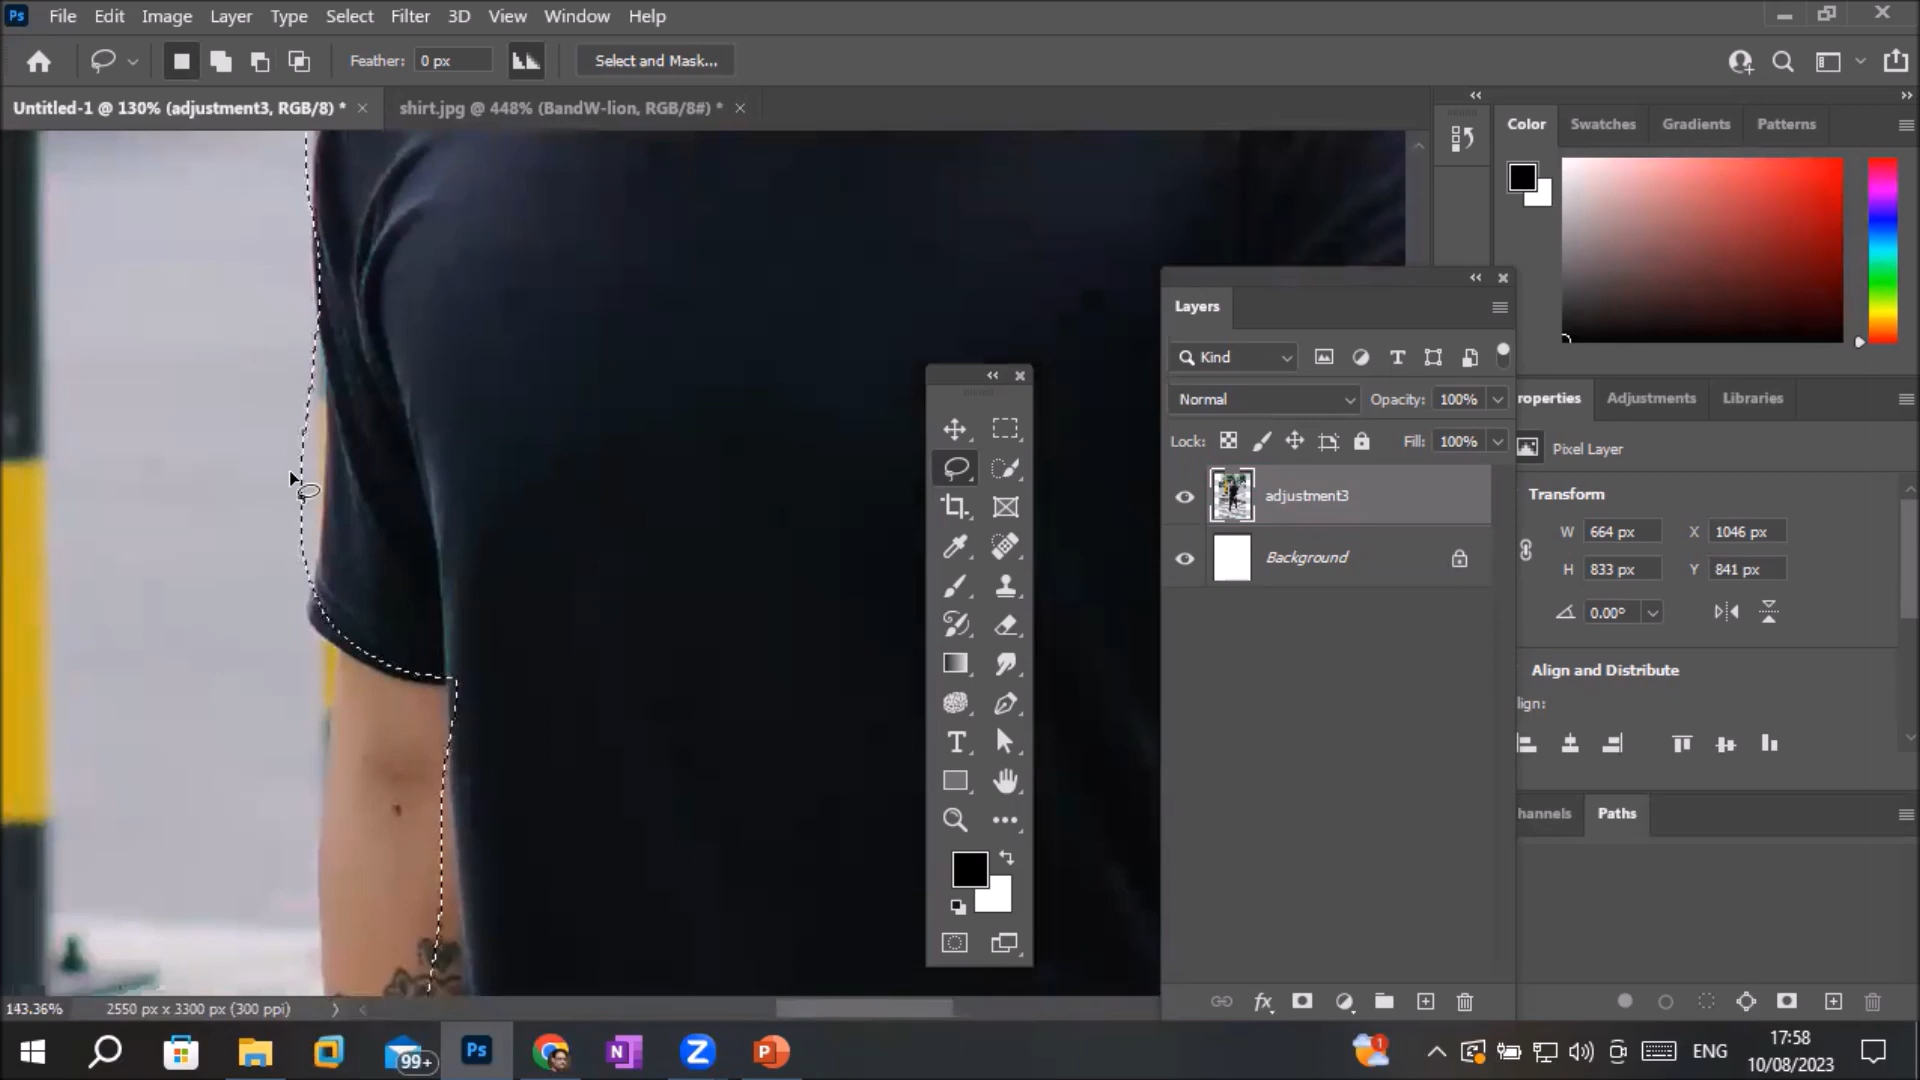 Ps File Edit Image Layer Type Select Filter 3D View Window Help
Feather: 0 px Select and Mask...
Untitled-1 @ 130% (adjustment3, RGB/8) * × shirt.jpg @ 448% (BandW-lion, RGB/8#) * ×
Color Swatches Gradients Patterns
Layers
Kind
Normal Opacity: 100%
Lock: Fill: 100%
adjustment3
Background
roperties Adjustments Libraries
Pixel Layer
Transform
W 664 px X 1046 px
H 833 px Y 841 px
0.00°
Align and Distribute
lign:
hannels Paths
143.36% 2550 px x 3300 px (300 ppi)
99+ Ps N Z P 1 ENG
17:58
10/08/2023